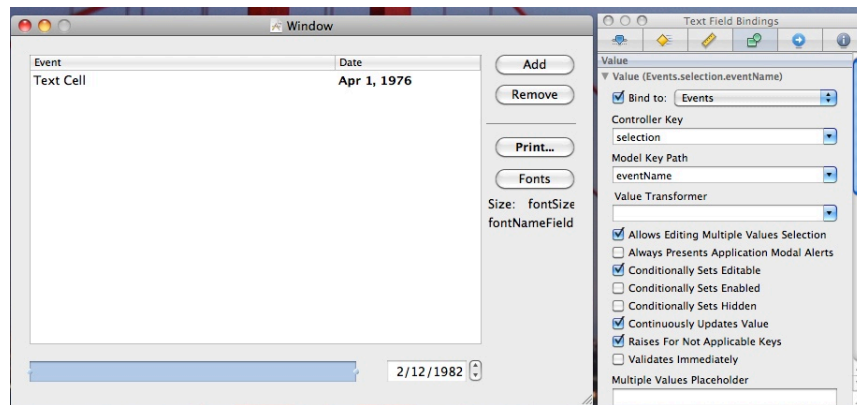 Window
Event Date
Text Cell Apr 1, 1976
Add
Remove
Print...
Fonts
Size: fontSize
fontNameField
2/12/1982
Text Field Bindings
Value
Value (Events.selection.eventName)
Bind to: Events
Controller Key
selection
Model Key Path
eventName
Value Transformer
Allows Editing Multiple Values Selection
Always Presents Application Modal Alerts
Conditionally Sets Editable
Conditionally Sets Enabled
Conditionally Sets Hidden
Continuously Updates Value
Raises For Not Applicable Keys
Validates Immediately
Multiple Values Placeholder